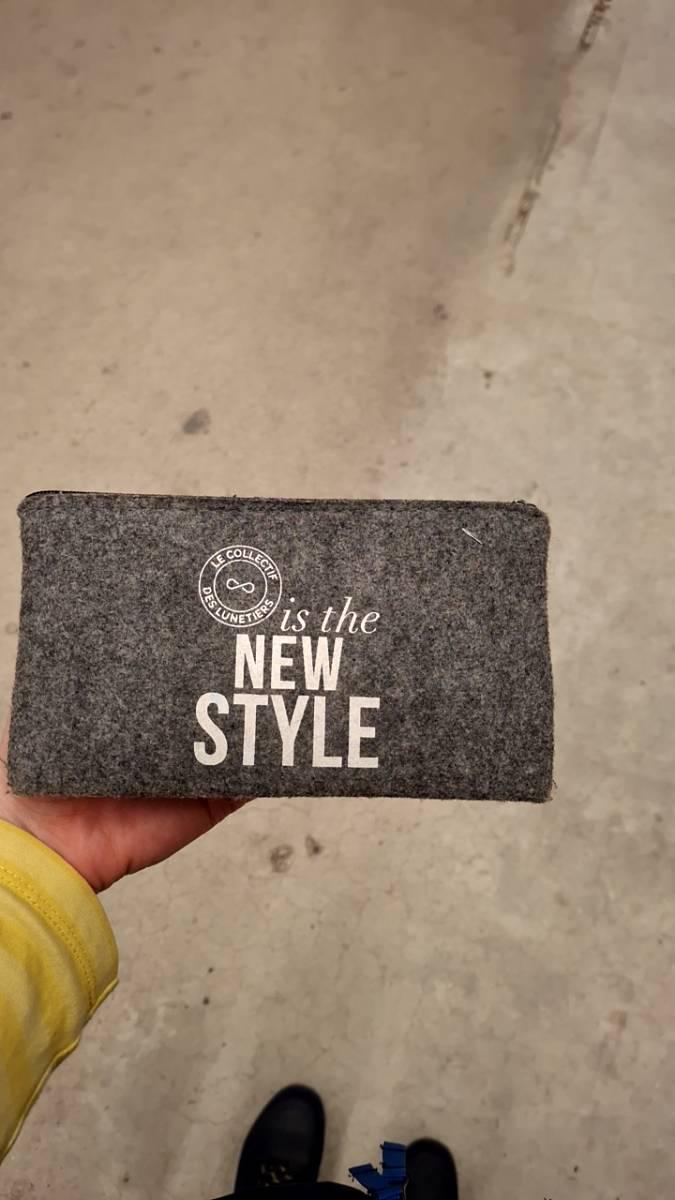 LE COLLECTIF
DES LUNETIERS
is the
NEW
STYLE